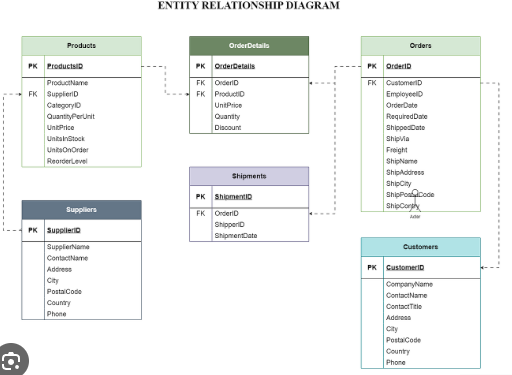 ENTITY RELATIONSHIP DIAGRAM
Products
PK ProductsID
ProductName
FK SupplierID
CategoryID
QuantityPerUnit
UnitPrice
UnitsInStock
UnitsOnOrder
ReorderLevel
OrderDetails
PK OrderDetails
FK OrderID
FK ProductID
UnitPrice
Quantity
Discount
Orders
PK OrderID
FK CustomerID
EmployeeID
OrderDate
RequiredDate
ShippedDate
ShipVia
Freight
ShipName
ShipAddress
ShipCity
ShipPostalCode
Actor
Shipments
PK ShipmentID
FK OrderID
ShipperID
ShipmentDate
Suppliers
PK SupplierID
SupplierName
ContactName
Address
City
PostalCode
Country
Phone
Customers
PK CustomerID
CompanyName
ContactName
ContactTitle
Address
City
PostalCode
Country
Phone